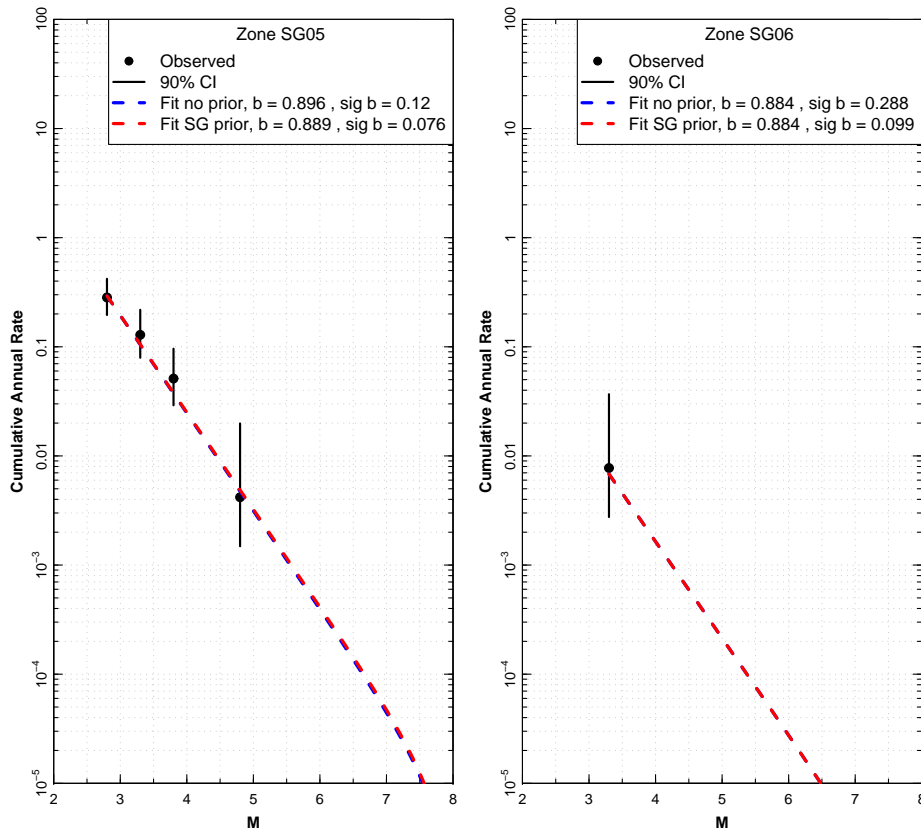 Zone SG05
Observed
90% CI
Fit no prior, b = 0.896 , sig b = 0.12
Fit SG prior, b = 0.889 , sig b = 0.076
100
10
1
0.1
0.01
10⁻³
10⁻⁴
10⁻⁵
Cumulative Annual Rate
2 3 4 5 6 7 8
M
Zone SG06
Observed
90% CI
Fit no prior, b = 0.884 , sig b = 0.288
Fit SG prior, b = 0.884 , sig b = 0.099
100
10
1
0.1
0.01
10⁻³
10⁻⁴
10⁻⁵
Cumulative Annual Rate
2 3 4 5 6 7 8
M